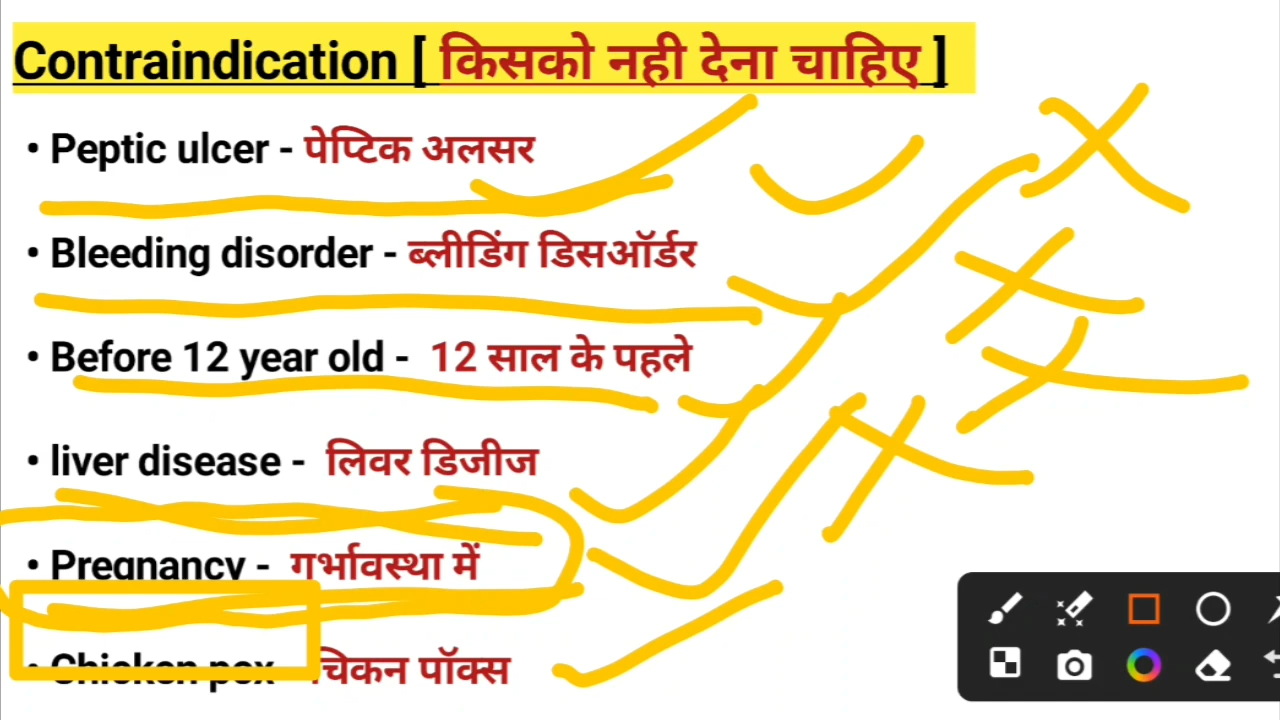 Contraindication [ किसको नही देना चाहिए ]
• Peptic ulcer - पेप्टिक अलसर
• Bleeding disorder - ब्लीडिंग डिसऑर्डर
• Before 12 year old - 12 साल के पहले
• liver disease - लिवर डिजीज
• Pregnancy - गर्भावस्था में
• Chicken pox - चिकन पॉक्स